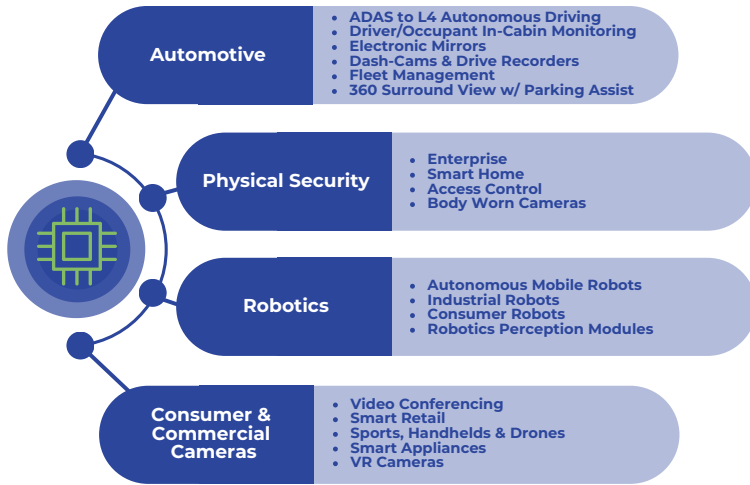 Automotive
ADAS to L4 Autonomous Driving
Driver/Occupant In-Cabin Monitoring
Electronic Mirrors
Dash-Cams & Drive Recorders
Fleet Management
360 Surround View w/ Parking Assist
Physical Security
Enterprise
Smart Home
Access Control
Body Worn Cameras
Robotics
Autonomous Mobile Robots
Industrial Robots
Consumer Robots
Robotics Perception Modules
Consumer &
Commercial
Cameras
Video Conferencing
Smart Retail
Sports, Handhelds & Drones
Smart Appliances
VR Cameras